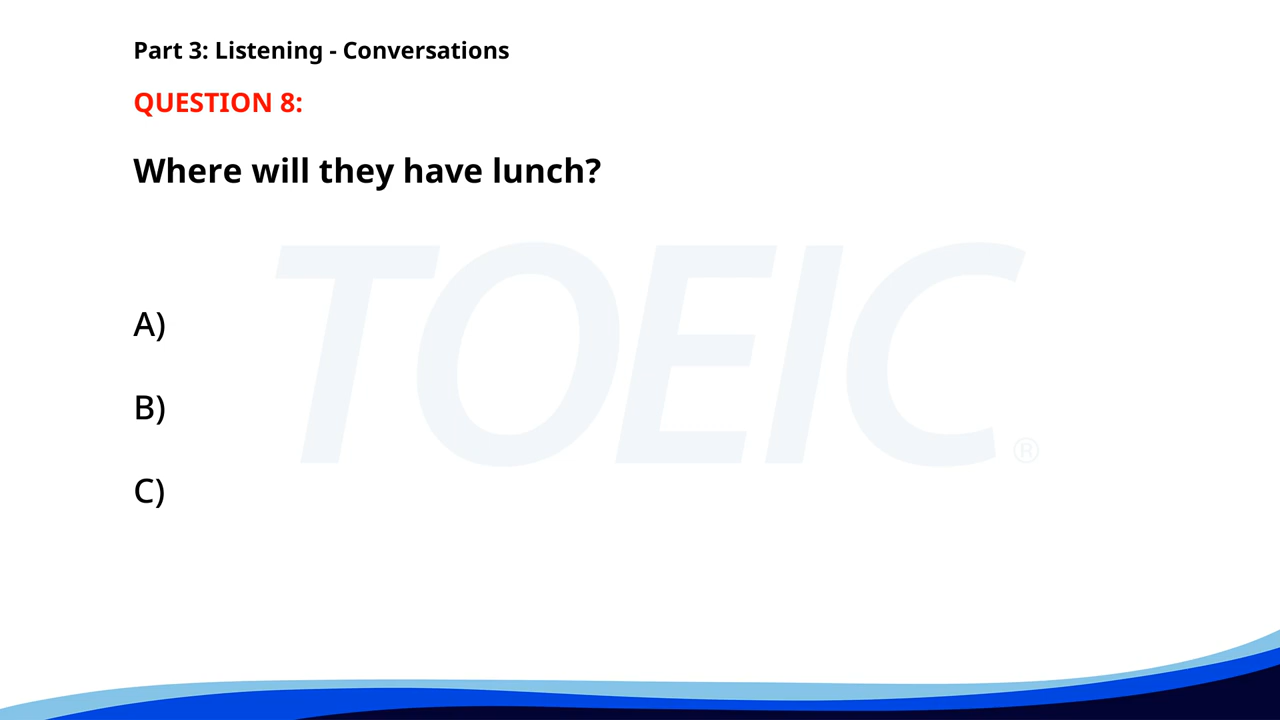 Part 3: Listening - Conversations
QUESTION 8:
Where will they have lunch?
TOEIC®
A)
B)
C)